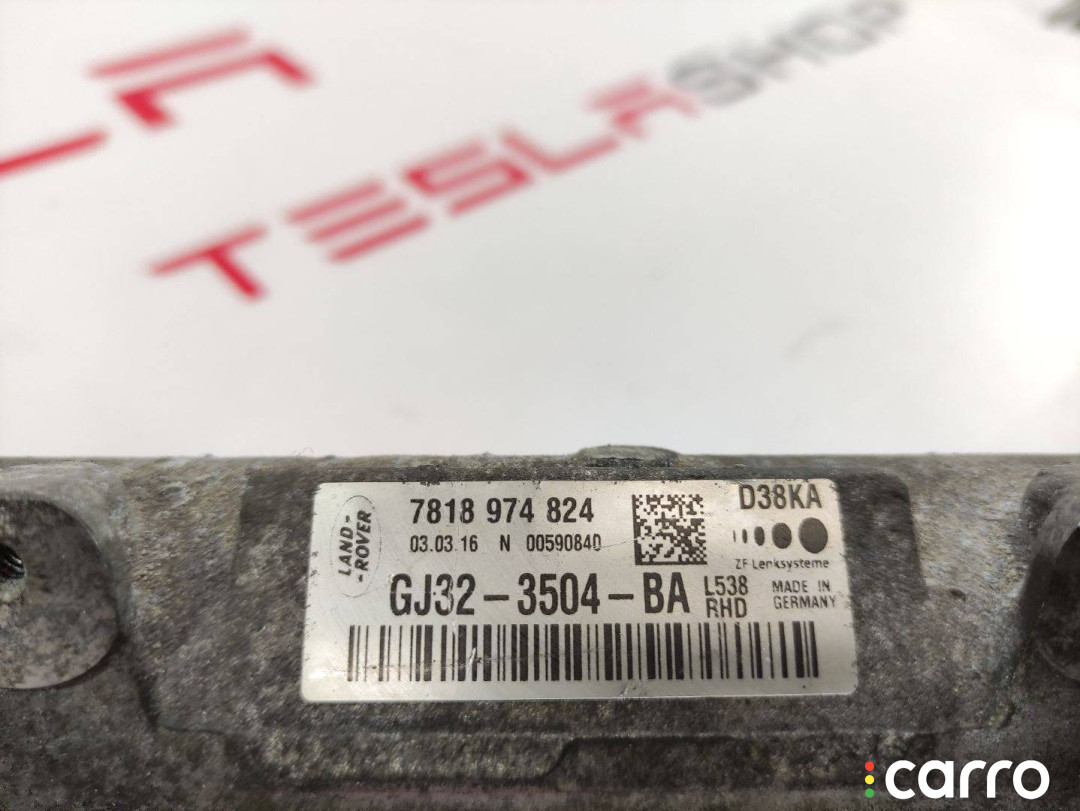 TESLASHOP
LAND-
-ROVER
7818 974 824
03.03.16 N 00590840
D38KA
ZF Lenksysteme
GJ32-3504-BA
L538
RHD
MADE IN
GERMANY
carro